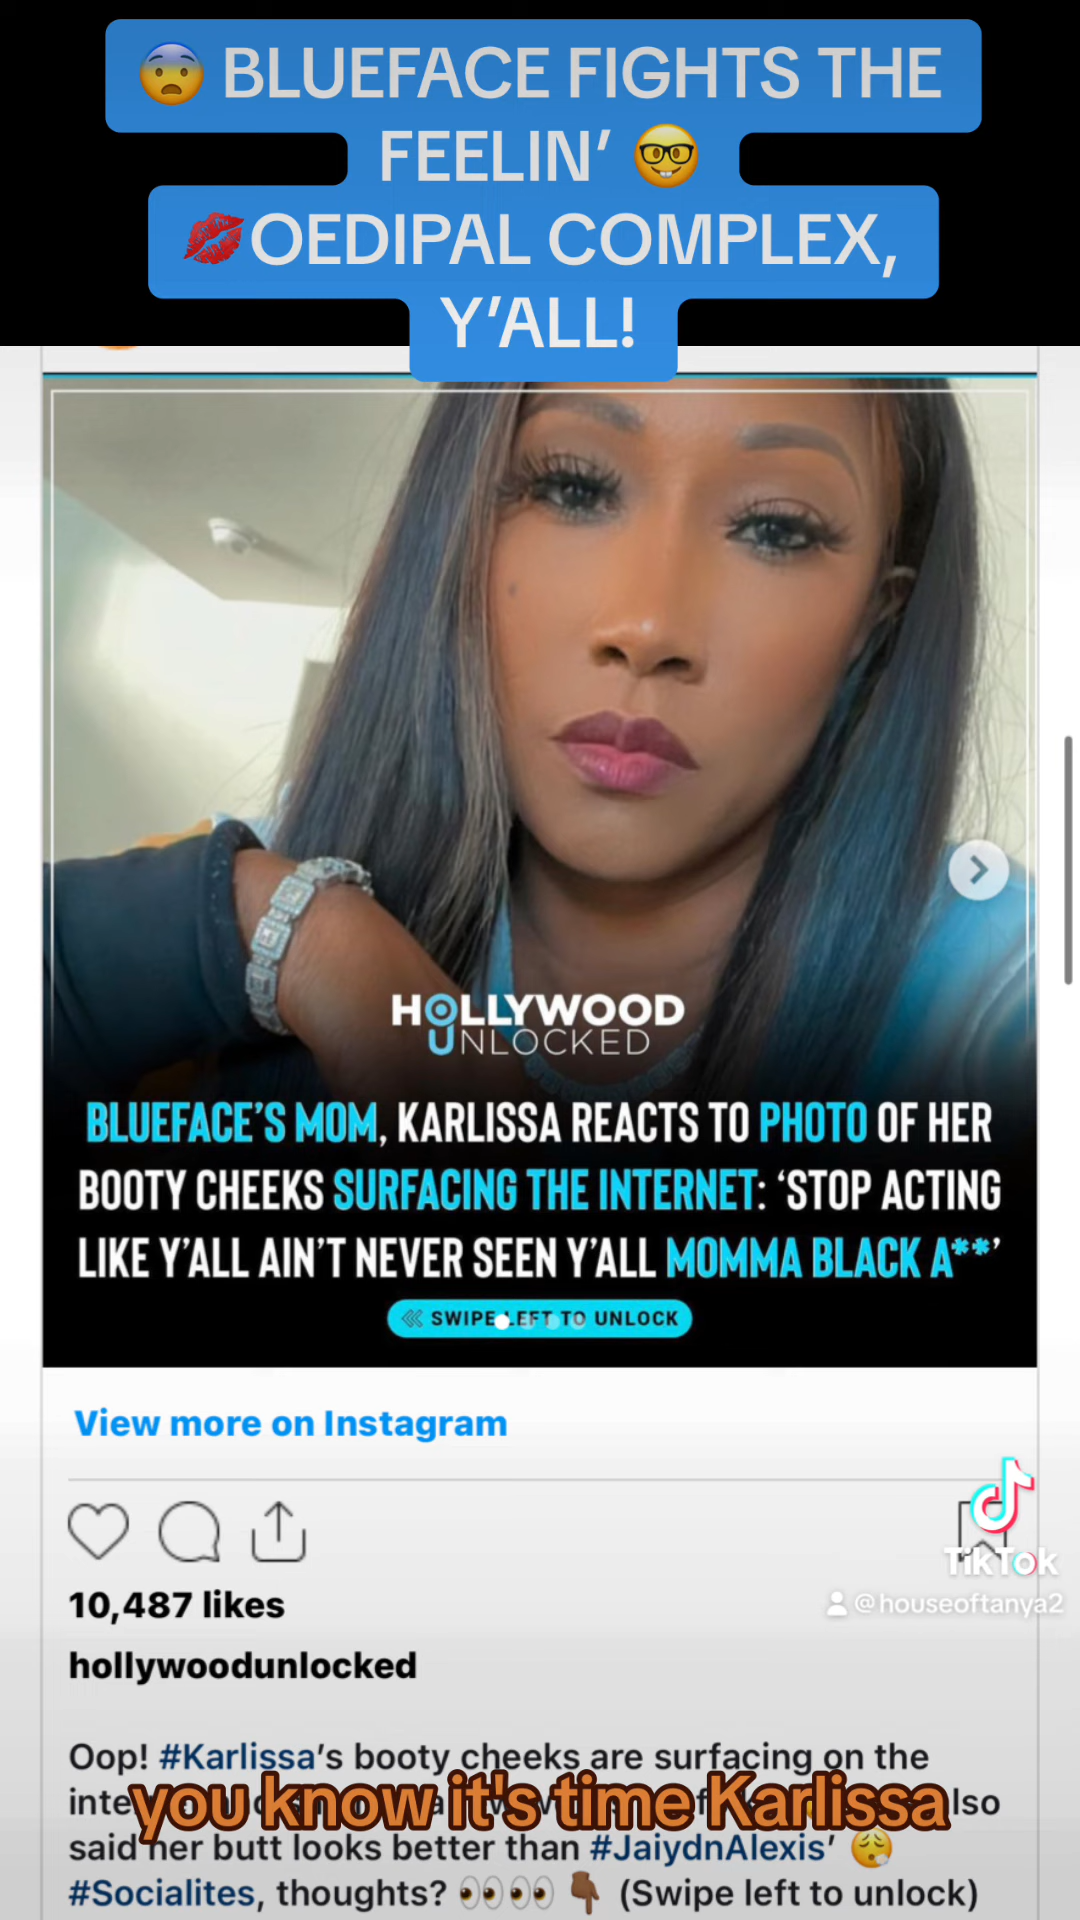 😨 BLUEFACE FIGHTS THE
FEELIN’ 🤓
💋OEDIPAL COMPLEX,
Y’ALL!
HOLLYWOOD
UNLOCKED
BLUEFACE’S MOM, KARLISSA REACTS TO PHOTO OF HER
BOOTY CHEEKS SURFACING THE INTERNET: ‘STOP ACTING
LIKE Y’ALL AIN’T NEVER SEEN Y’ALL MOMMA BLACK A**’
SWIPE LEFT TO UNLOCK
View more on Instagram
TikTok
@houseoftanya2
10,487 likes
hollywoodunlocked
Oop! #Karlissa’s booty cheeks are surfacing on the
you know it's time Karlissa
said her butt looks better than #JaiydnAlexis’ 😮‍💨
#Socialites, thoughts? 👀👀 👇🏾 (Swipe left to unlock)